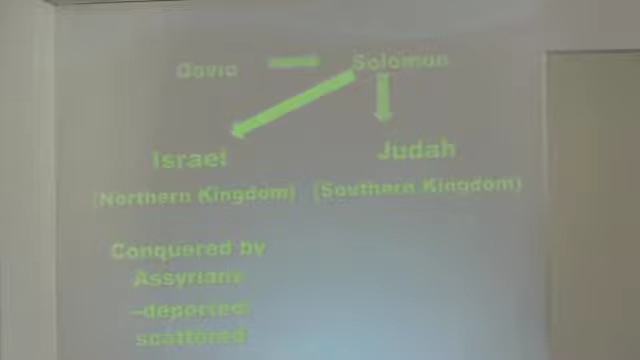 David — Solomon
Israel Judah
(Northern Kingdom) (Southern Kingdom)
Conquered by
Assyrians
–deported
scattered